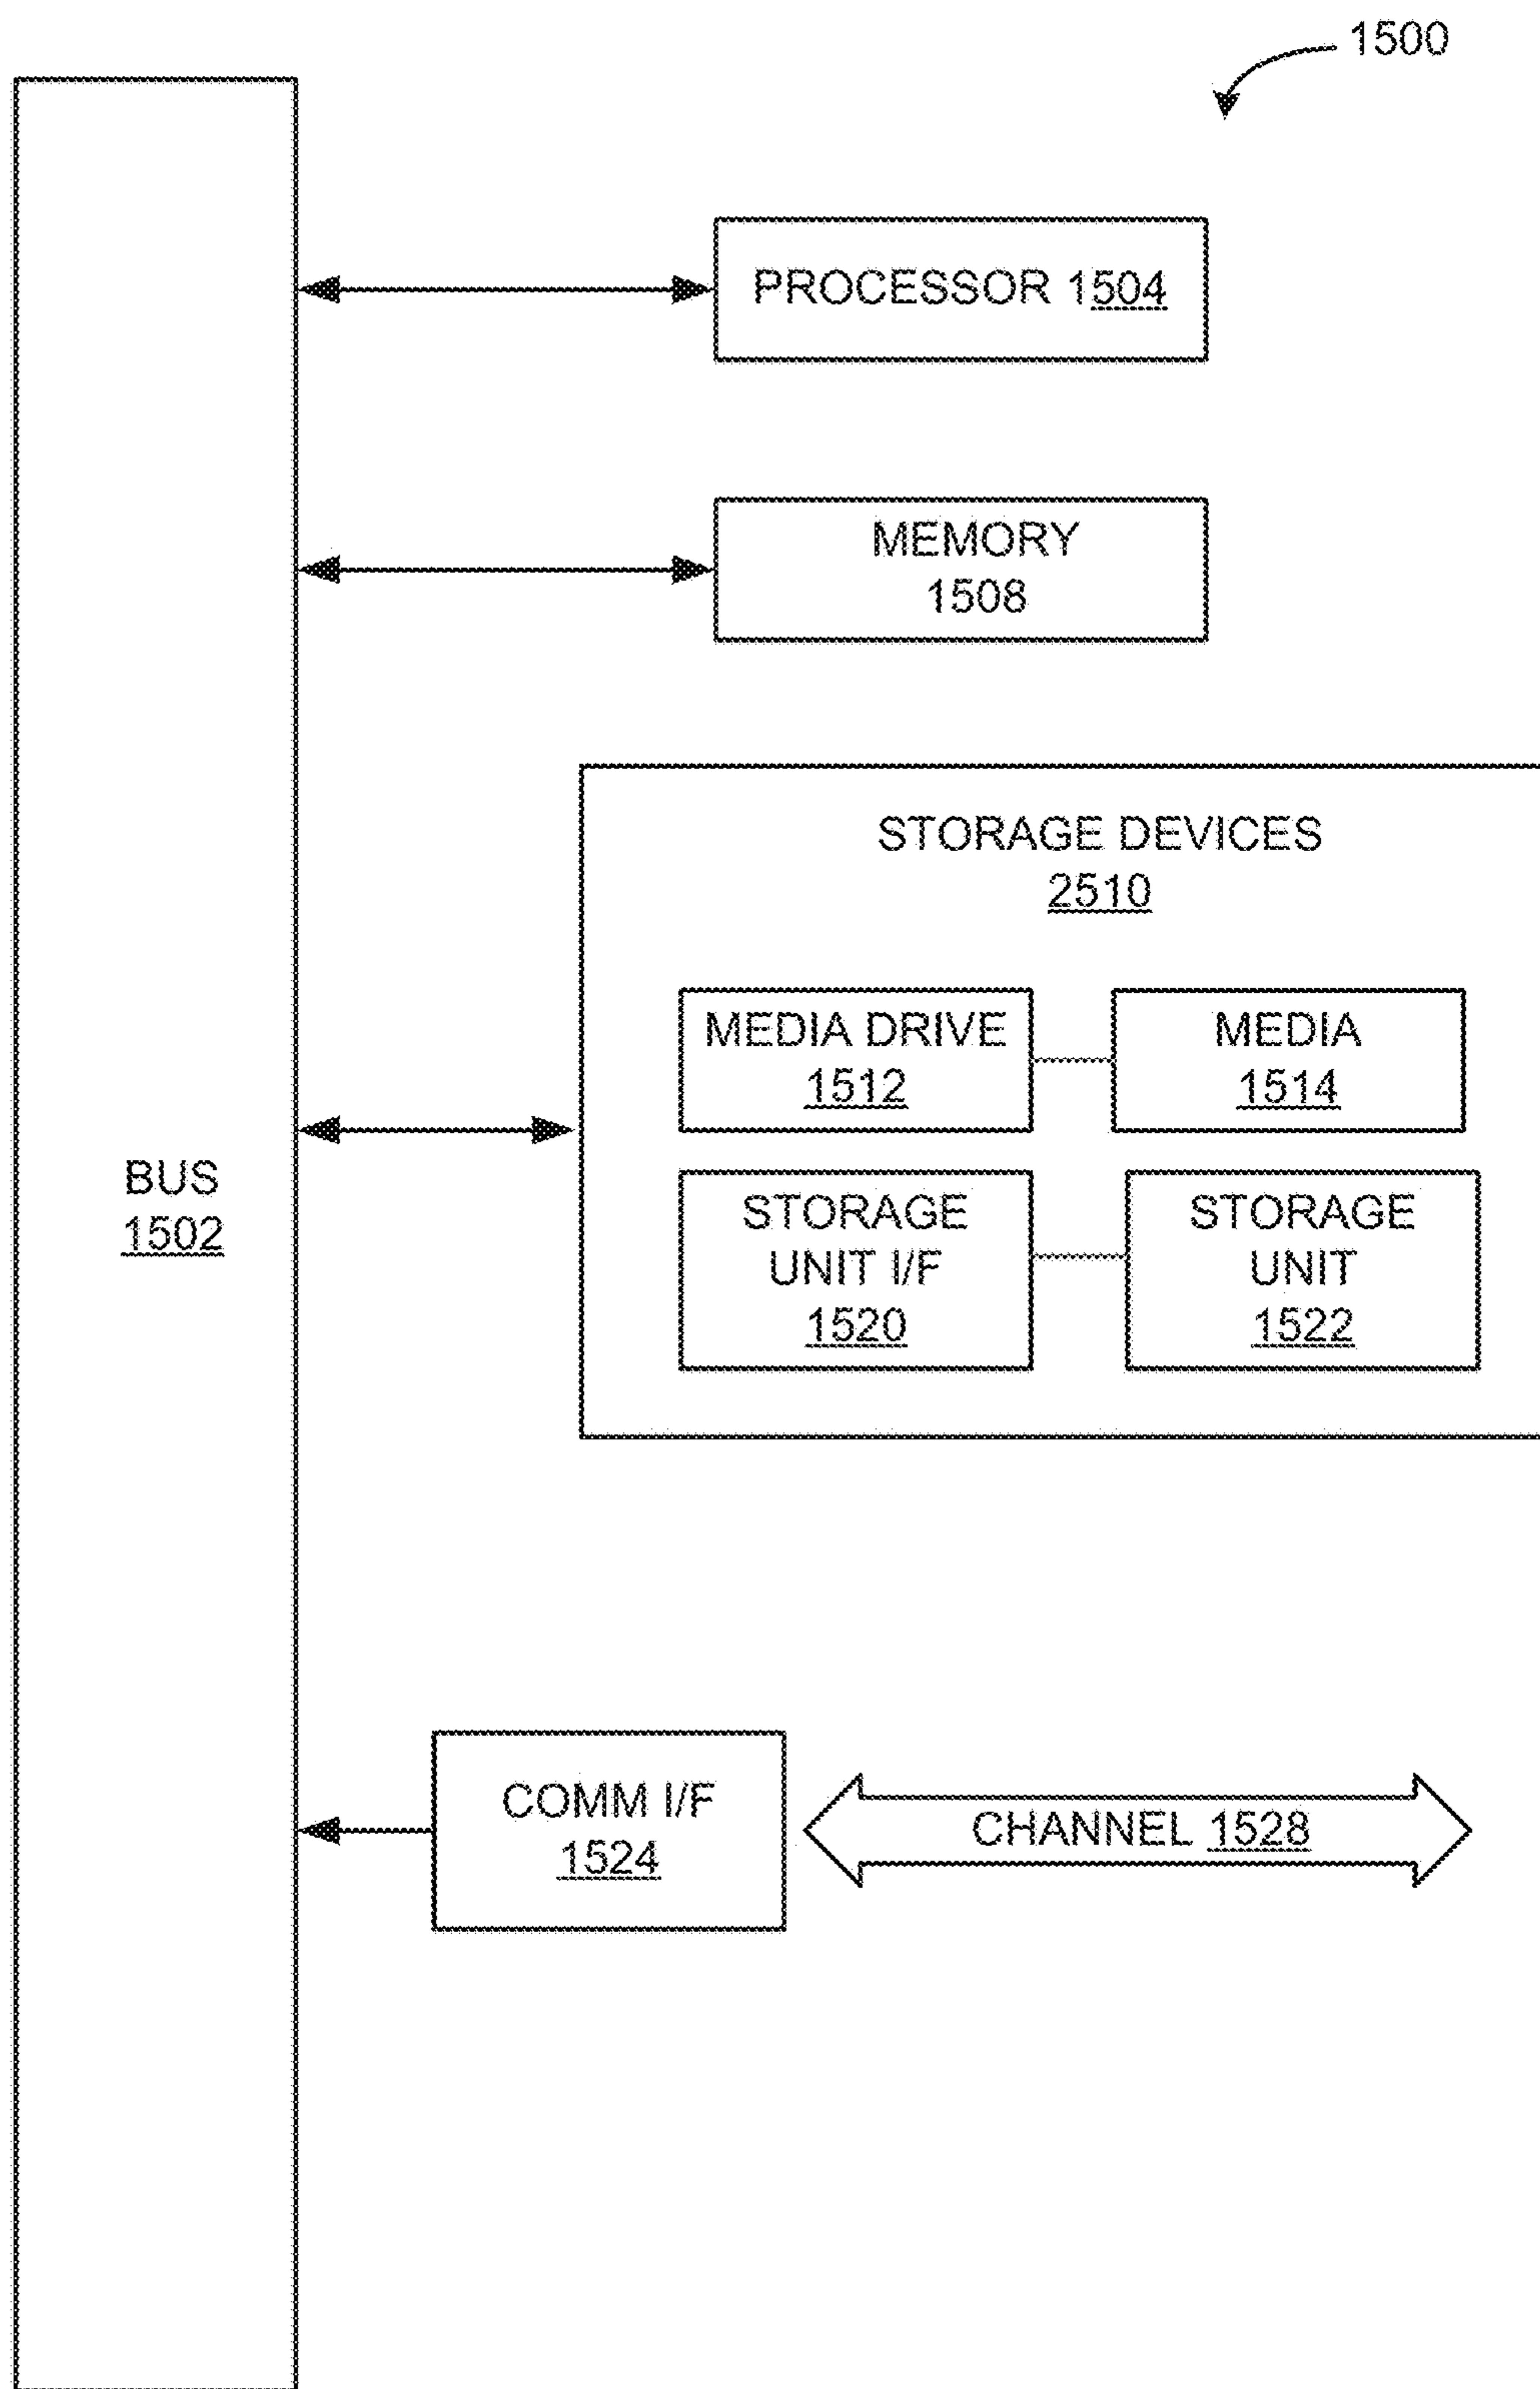 1500
PROCESSOR 1504
MEMORY
1508
STORAGE DEVICES
2510
MEDIA DRIVE
1512
MEDIA
1514
BUS
1502
STORAGE
UNIT I/F
1520
STORAGE
UNIT
1522
COMM I/F
1524
CHANNEL 1528